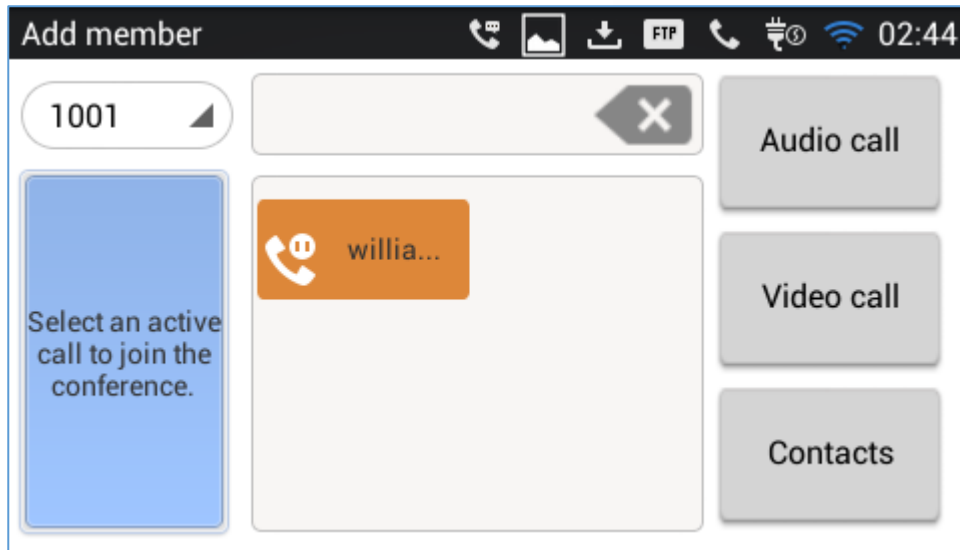 Add member
FTP
02:44
1001
Audio call
willia...
Video call
Select an active
call to join the
conference.
Contacts